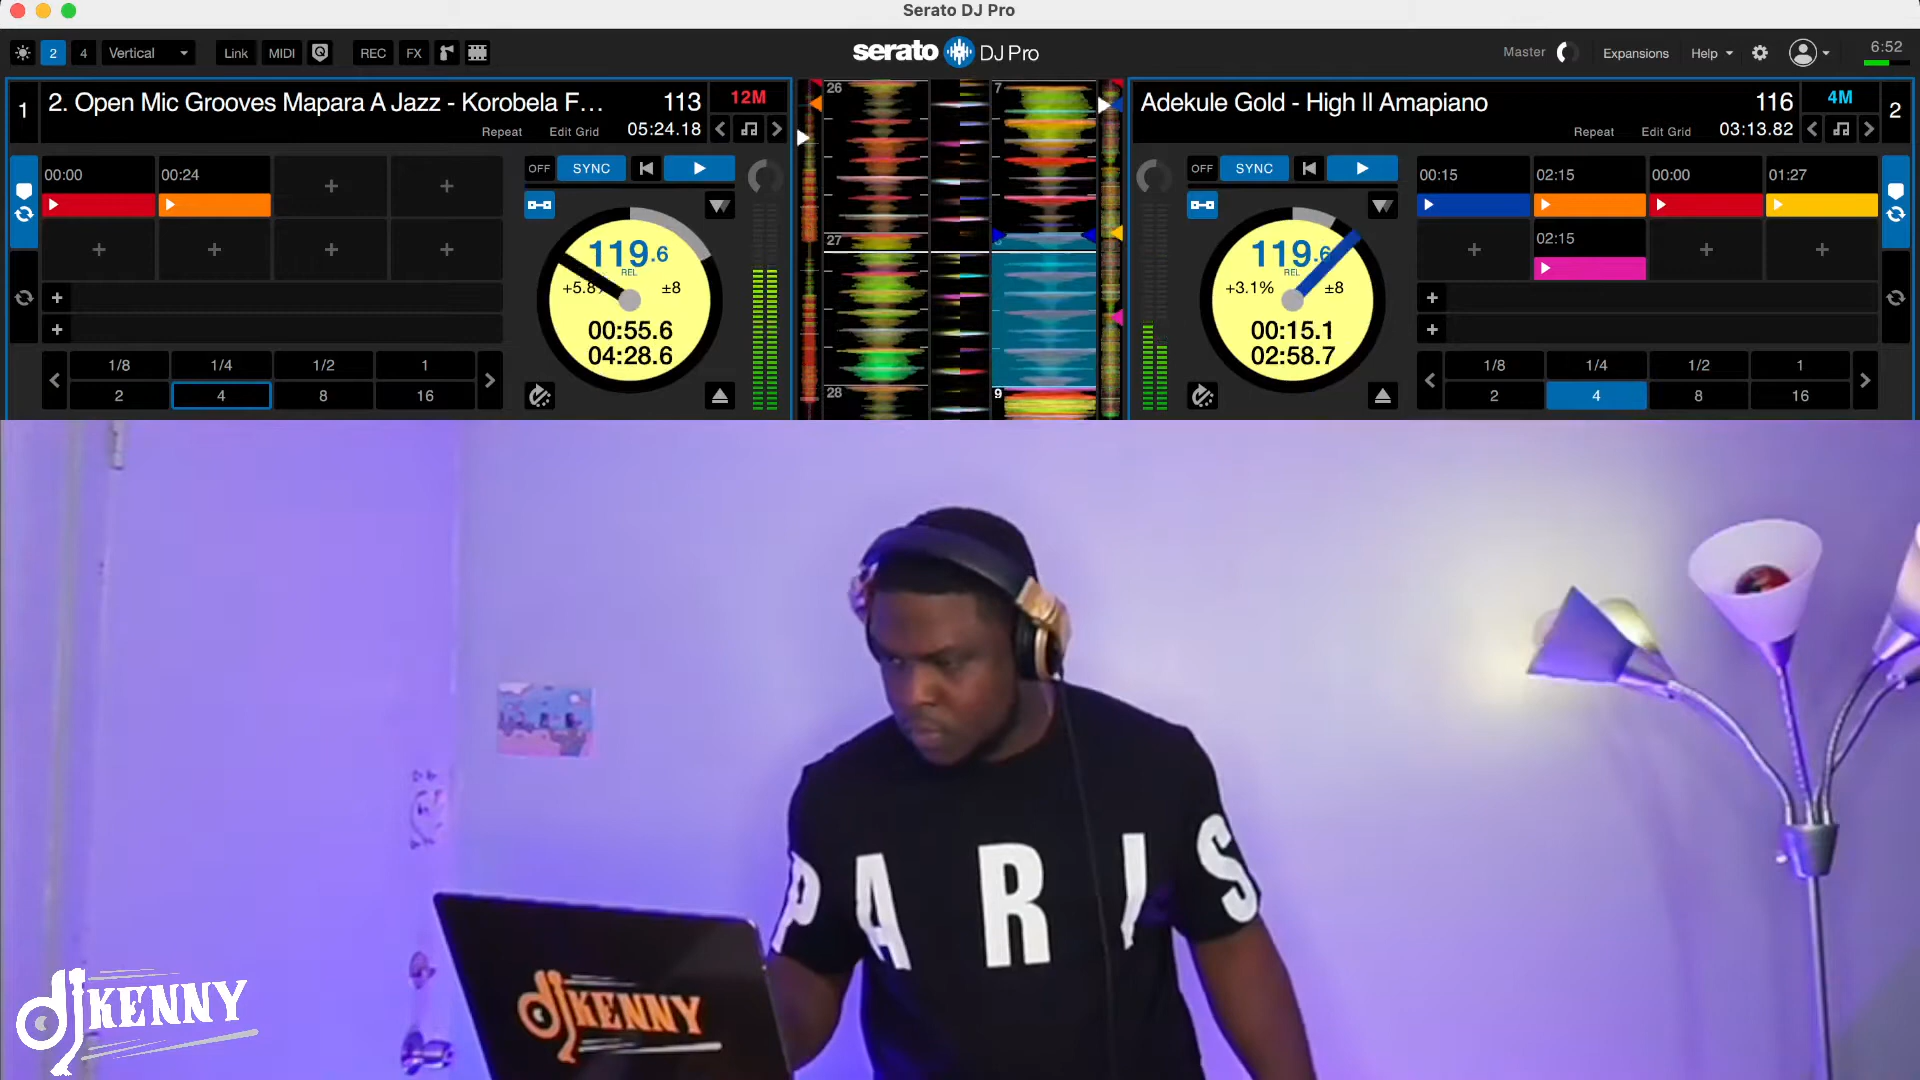 Serato DJ Pro
2 4 Vertical Link MIDI REC FX
serato DJ Pro
Master Expansions Help 6:52
1 2. Open Mic Grooves Mapara A Jazz - Korobela F... 113 12M
Repeat Edit Grid 05:24.18
00:00 00:24
OFF SYNC
119.6
REL
+5.8 ±8
00:55.6
04:28.6
1/8 1/4 1/2 1
2 4 8 16
26
27
28
7
9
Adekule Gold - High II Amapiano 116 4M 2
Repeat Edit Grid 03:13.82
OFF SYNC
119.6
REL
+3.1% ±8
00:15.1
02:58.7
00:15 02:15 00:00 01:27
02:15
1/8 1/4 1/2 1
2 4 8 16
PARIS
dj KENNY
dj KENNY